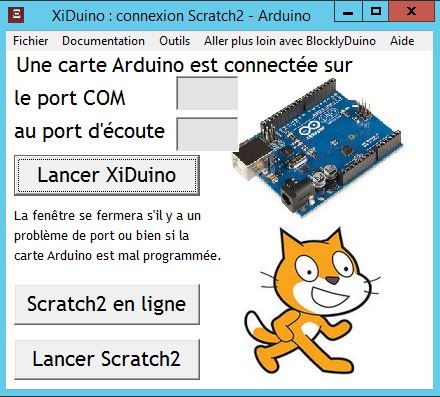 XiDuino : connexion Scratch2 - Arduino
Fichier Documentation Outils Aller plus loin avec BlocklyDuino Aide
Une carte Arduino est connectée sur
le port COM
au port d'écoute
Lancer XiDuino
La fenêtre se fermera s'il y a un
problème de port ou bien si la
carte Arduino est mal programmée.
Scratch2 en ligne
Lancer Scratch2